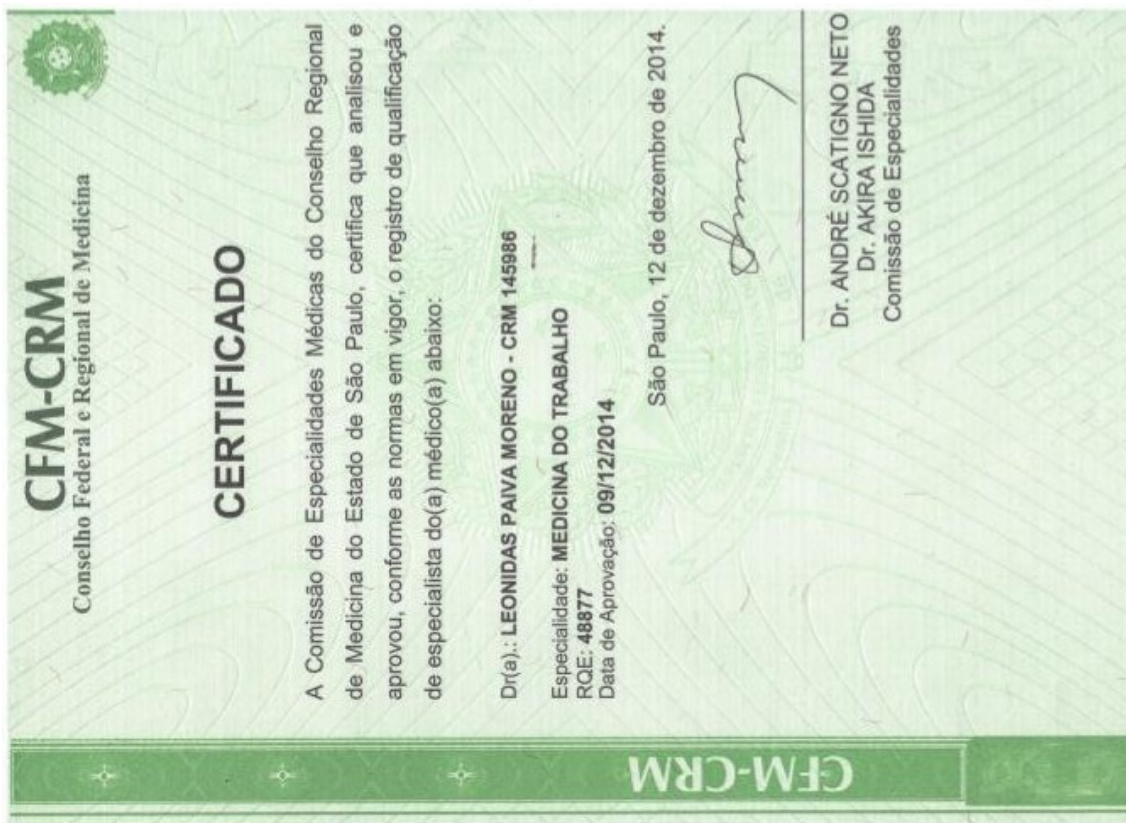 CFM-CRM
Conselho Federal e Regional de Medicina
CERTIFICADO
A Comissão de Especialidades Médicas do Conselho Regional
de Medicina do Estado de São Paulo, certifica que analisou e
aprovou, conforme as normas em vigor, o registro de qualificação
de especialista do(a) médico(a) abaixo:
Dr(a).: LEONIDAS PAIVA MORENO - CRM 145986
Especialidade: MEDICINA DO TRABALHO
RQE: 48877
Data de Aprovação: 09/12/2014
São Paulo, 12 de dezembro de 2014.
Dr. ANDRÉ SCATIGNO NETO
Dr. AKIRA ISHIDA
Comissão de Especialidades
CFM-CRM